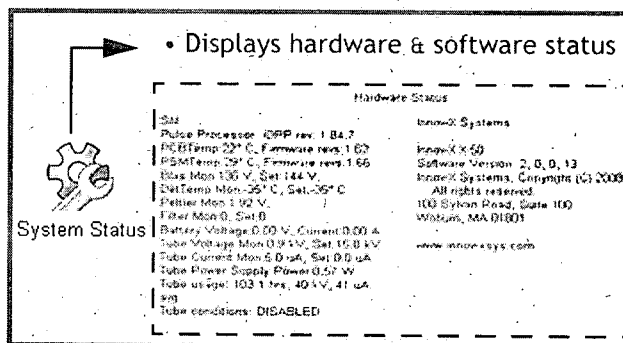 • Displays hardware & software status
Hardware Status
SN:
Pulse Processor: iDPP rev: 1.84.7
PCBTemp:22° C, Firmware revs:1.62
PSMTemp:29° C, Firmware revs:1.66
Bias Mon:136 V, Set:144 V,
DetTemp Mon:-35° C, Set:-35° C
Peltier Mon:1.92 V,
Filter Mon:0, Set:0
Battery Voltage:0.00 V, Current:0.00 A
Tube Voltage Mon:0.9 kV, Set:15.0 kV
Tube Current Mon:5.0 uA, Set:0.0 uA
Tube Power Supply Power:0.57 W
Tube usage: 103.1 hrs, 40 kV, 41 uA
avg
Tube conditions: DISABLED
Innov-X Systems
Innov-X X-50
Software Version: 2, 0, 0, 13
Innov-X Systems, Copyright (C) 2008
All rights reserved.
100 Sylvan Road, Suite 100
Woburn, MA 01801
www.innovxsys.com
System Status